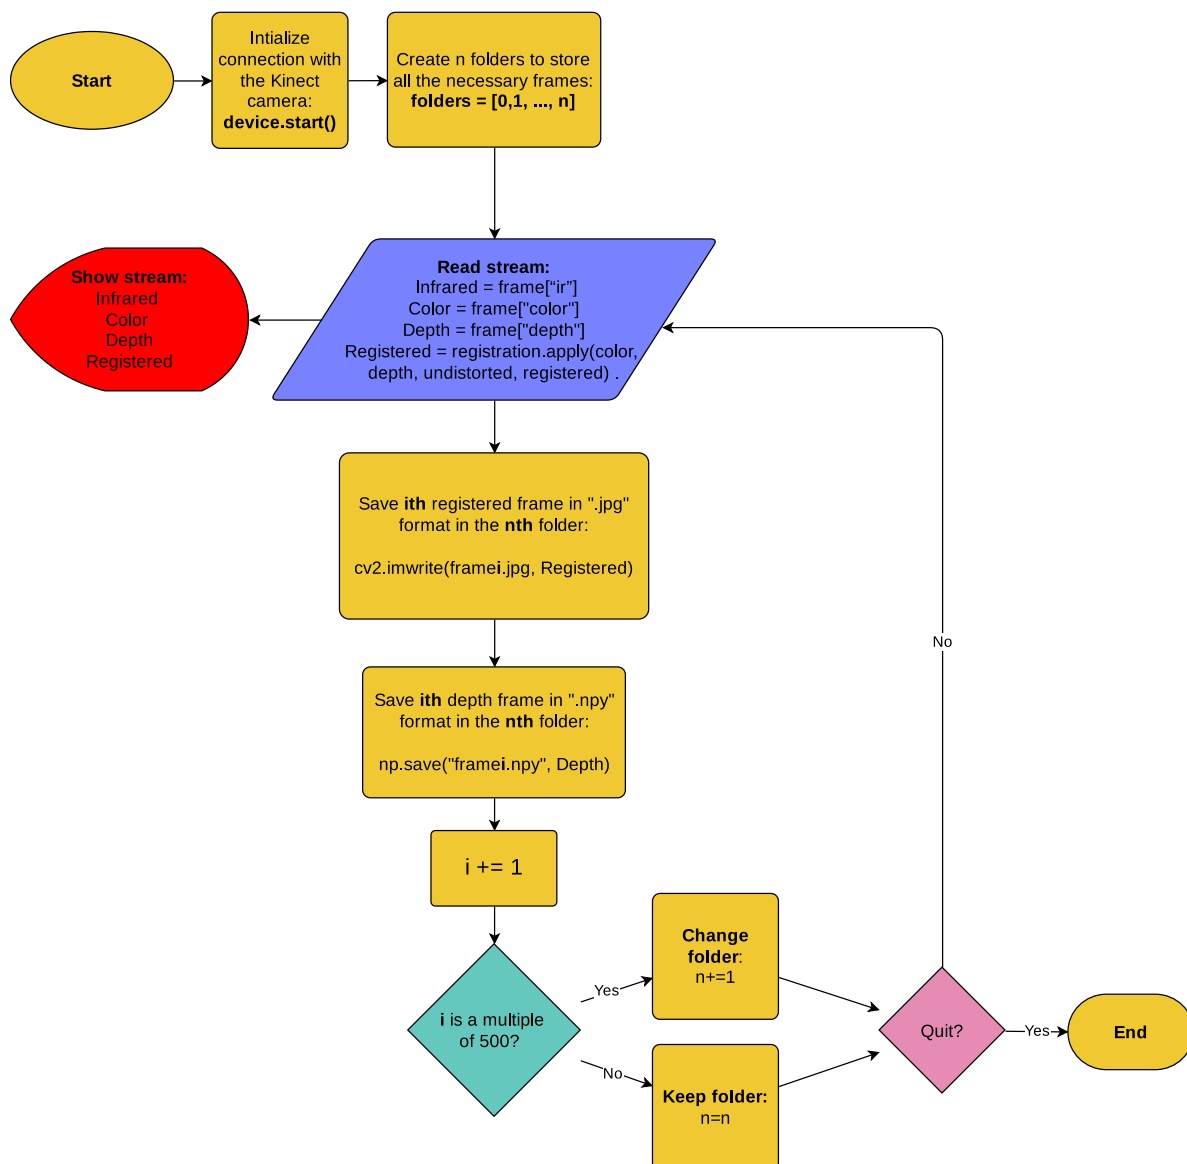 Start
Intialize
connection with
the Kinect
camera:
device.start()
Create n folders to store
all the necessary frames:
folders = [0,1, ..., n]
Show stream:
Infrared
Color
Depth
Registered
Read stream:
Infrared = frame[“ir”]
Color = frame["color"]
Depth = frame["depth"]
Registered = registration.apply(color,
depth, undistorted, registered) .
Save ith registered frame in ".jpg"
format in the nth folder:
cv2.imwrite(framei.jpg, Registered)
No
Save ith depth frame in ".npy"
format in the nth folder:
np.save("framei.npy", Depth)
i += 1
i is a multiple
of 500?
Yes
Change
folder:
n+=1
No
Keep folder:
n=n
Quit?
Yes
End